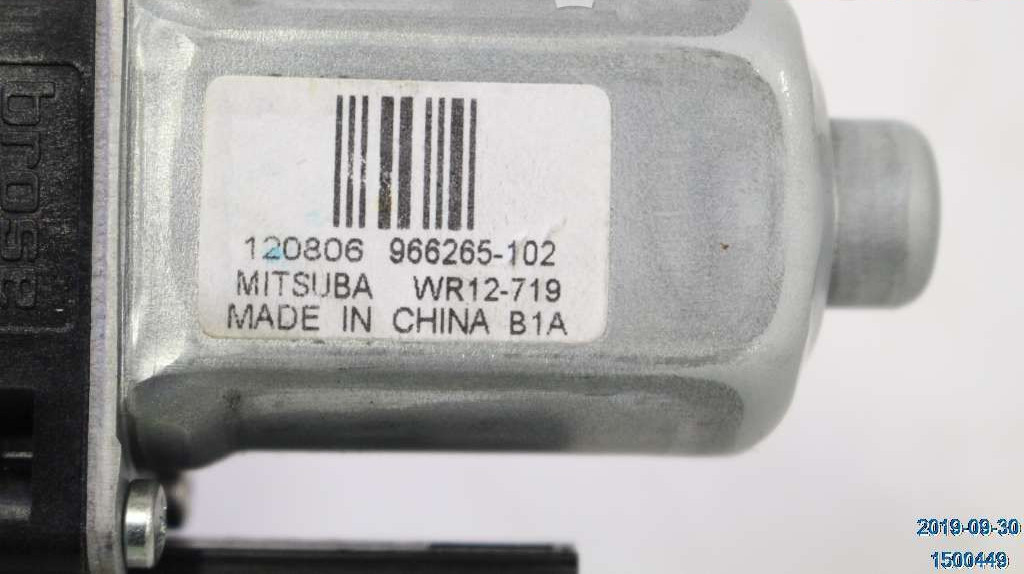 brose
120806 966265-102
MITSUBA WR12-719
MADE IN CHINA B1A
2019-09-30
1500449